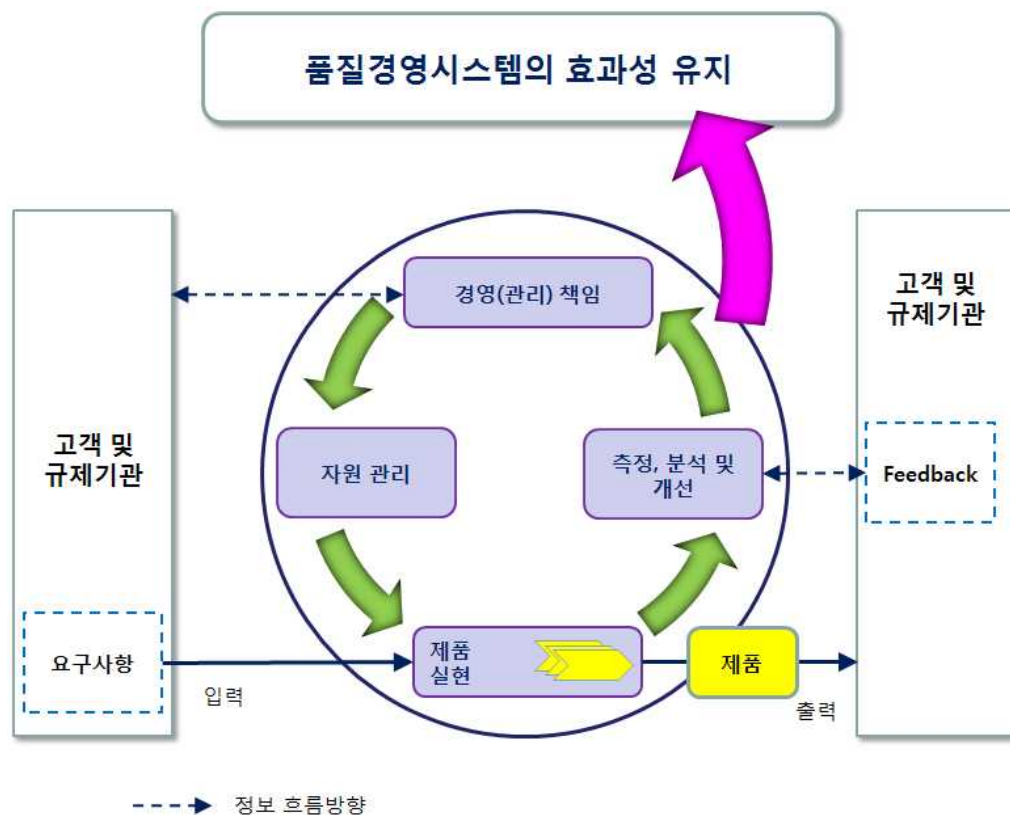 품질경영시스템의 효과성 유지
경영(관리) 책임
고객 및
규제기관
고객 및
규제기관
자원 관리
측정, 분석 및
개선
Feedback
요구사항
제품
실현
제품
입력
출력
정보 흐름방향